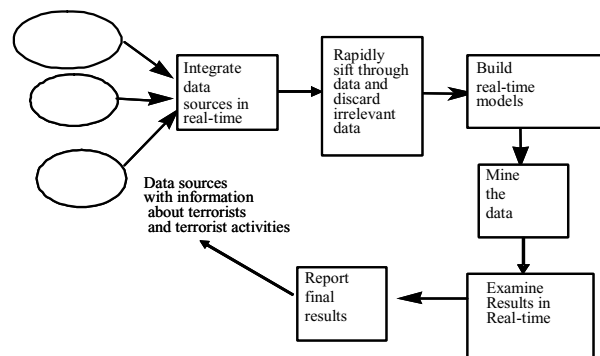 Integrate
data
sources in
real-time
Rapidly
sift through
data and
discard
irrelevant
data
Build
real-time
models
Mine
the
data
Examine
Results in
Real-time
Report
final
results
Data sources
with information
about terrorists
and terrorist activities